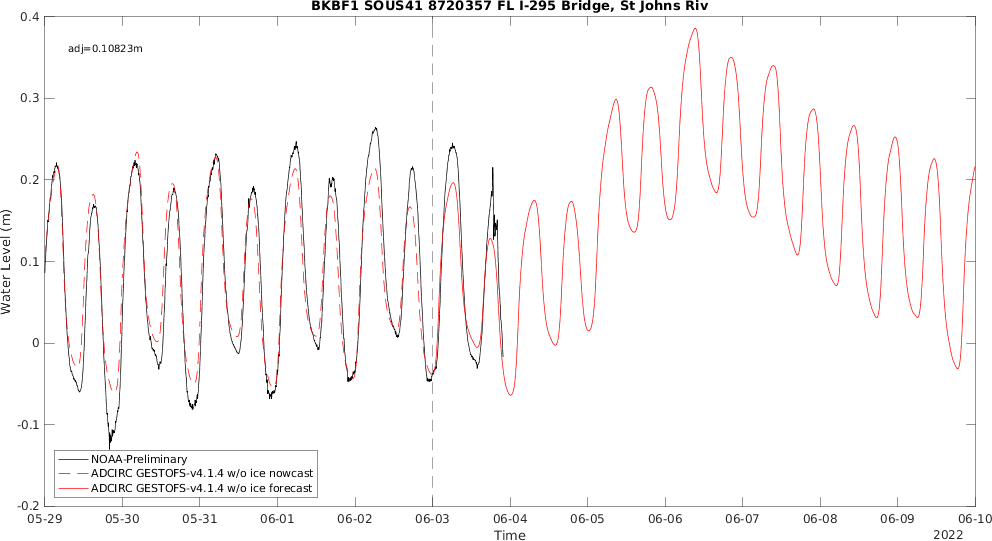 BKBF1 SOUS41 8720357 FL I-295 Bridge, St Johns Riv
adj=0.10823m
0.4
0.3
0.2
0.1
0
-0.1
-0.2
Water Level (m)
NOAA-Preliminary
ADCIRC GESTOFS-v4.1.4 w/o ice nowcast
ADCIRC GESTOFS-v4.1.4 w/o ice forecast
05-29 05-30 05-31 06-01 06-02 06-03 06-04 06-05 06-06 06-07 06-08 06-09 06-10
Time
2022